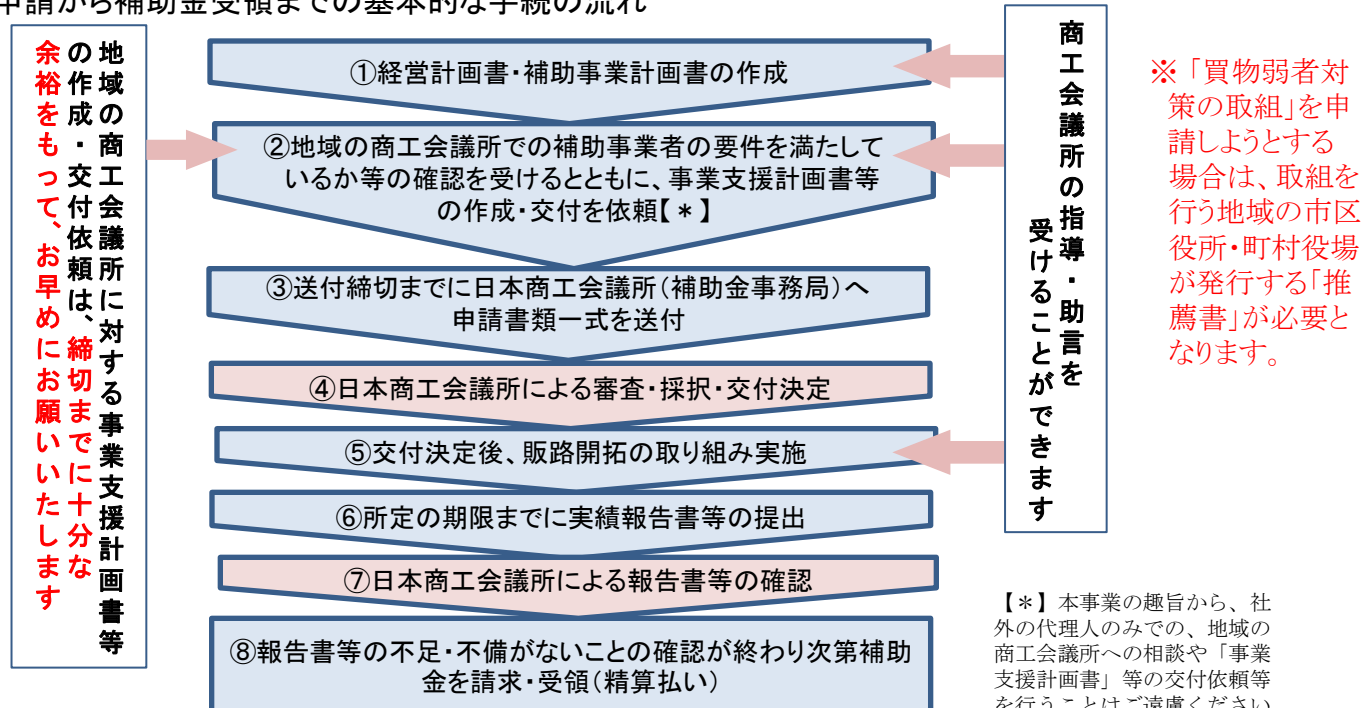 申請から補助金受領までの基本的な手続の流れ
地域の商工会議所に対する事業支援計画書等
の作成・交付依頼は、締切までに十分な
余裕をもって、お早めにお願いいたします
①経営計画書・補助事業計画書の作成
②地域の商工会議所での補助事業者の要件を満たして
いるか等の確認を受けるとともに、事業支援計画書等
の作成・交付を依頼【＊】
③送付締切までに日本商工会議所（補助金事務局）へ
申請書類一式を送付
④日本商工会議所による審査・採択・交付決定
⑤交付決定後、販路開拓の取り組み実施
⑥所定の期限までに実績報告書等の提出
⑦日本商工会議所による報告書等の確認
⑧報告書等の不足・不備がないことの確認が終わり次第補助
金を請求・受領（精算払い）
商工会議所の指導・助言を
受けることができます
※「買物弱者対
策の取組」を申
請しようとする
場合は、取組を
行う地域の市区
役所・町村役場
が発行する「推
薦書」が必要と
なります。
【＊】本事業の趣旨から、社
外の代理人のみでの、地域の
商工会議所への相談や「事業
支援計画書」等の交付依頼等
を行うことはご遠慮ください